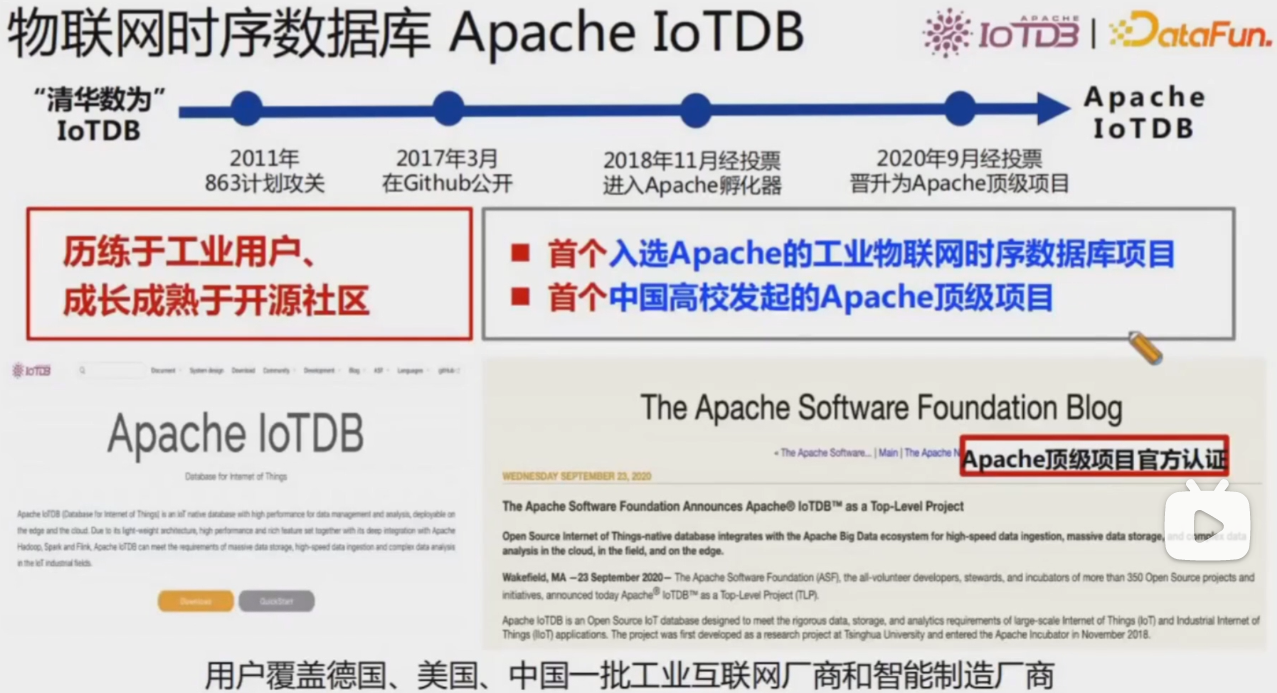 物联网时序数据库 Apache IoTDB
APACHE
IoTDB | DataFun.
“清华数为”
IoTDB
2011年
863计划攻关
2017年3月
在Github公开
2018年11月经投票
进入Apache孵化器
2020年9月经投票
晋升为Apache顶级项目
Apache
IoTDB
历练于工业用户、
成长成熟于开源社区
■ 首个入选Apache的工业物联网时序数据库项目
■ 首个中国高校发起的Apache顶级项目
IoTDB
Document System design Download Community Development Blog ASF Languages github
Apache IoTDB
Database for Internet of Things
Apache IoTDB (Database for Internet of Things) is an IoT native database with high performance for data management and analysis, deployable on
the edge and the cloud. Due to its light-weight architecture, high performance and rich feature set together with its deep integration with Apache
Hadoop, Spark and Flink, Apache IoTDB can meet the requirements of massive data storage, high-speed data ingestion and complex data analysis
in the IoT industrial fields.
Download QuickStart
The Apache Software Foundation Blog
« The Apache Software... | Main | The Apache N
Apache顶级项目官方认证
WEDNESDAY SEPTEMBER 23, 2020
The Apache Software Foundation Announces Apache® IoTDB™ as a Top-Level Project
Open Source Internet of Things-native database integrates with the Apache Big Data ecosystem for high-speed data ingestion, massive data storage, and complex data
analysis in the cloud, in the field, and on the edge.
Wakefield, MA —23 September 2020— The Apache Software Foundation (ASF), the all-volunteer developers, stewards, and incubators of more than 350 Open Source projects and
initiatives, announced today Apache® IoTDB™ as a Top-Level Project (TLP).
Apache IoTDB is an Open Source IoT database designed to meet the rigorous data, storage, and analytics requirements of large-scale Internet of Things (IoT) and Industrial Internet of
Things (IIoT) applications. The project was first developed as a research project at Tsinghua University and entered the Apache Incubator in November 2018.
用户覆盖德国、美国、中国一批工业互联网厂商和智能制造厂商